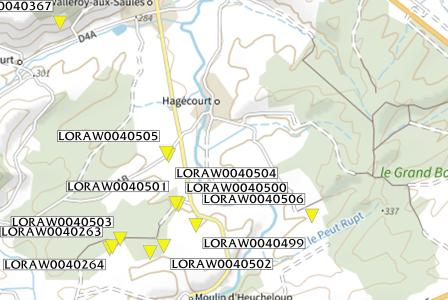 0040367
Valleroy-aux-Saules
284
D4A
301
Hagécourt
LORAW0040505
LORAW0040504
LORAW0040501
LORAW0040500
LORAW0040506
le Grand Bo
337
LORAW0040503
LORAW0040263
LORAW0040499
le Peut Rupt
LORAW0040264
LORAW0040502
Moulin d'Heucheloup